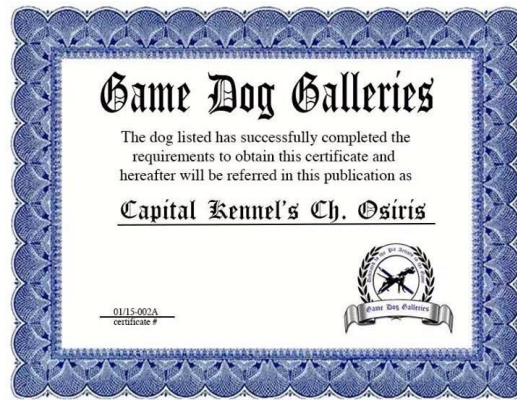 Game Dog Galleries
The dog listed has successfully completed the
requirements to obtain this certificate and
hereafter will be referred in this publication as
Capital Kennel's Ch. Osiris
01/15-002A
certificate #
Game Dog Galleries